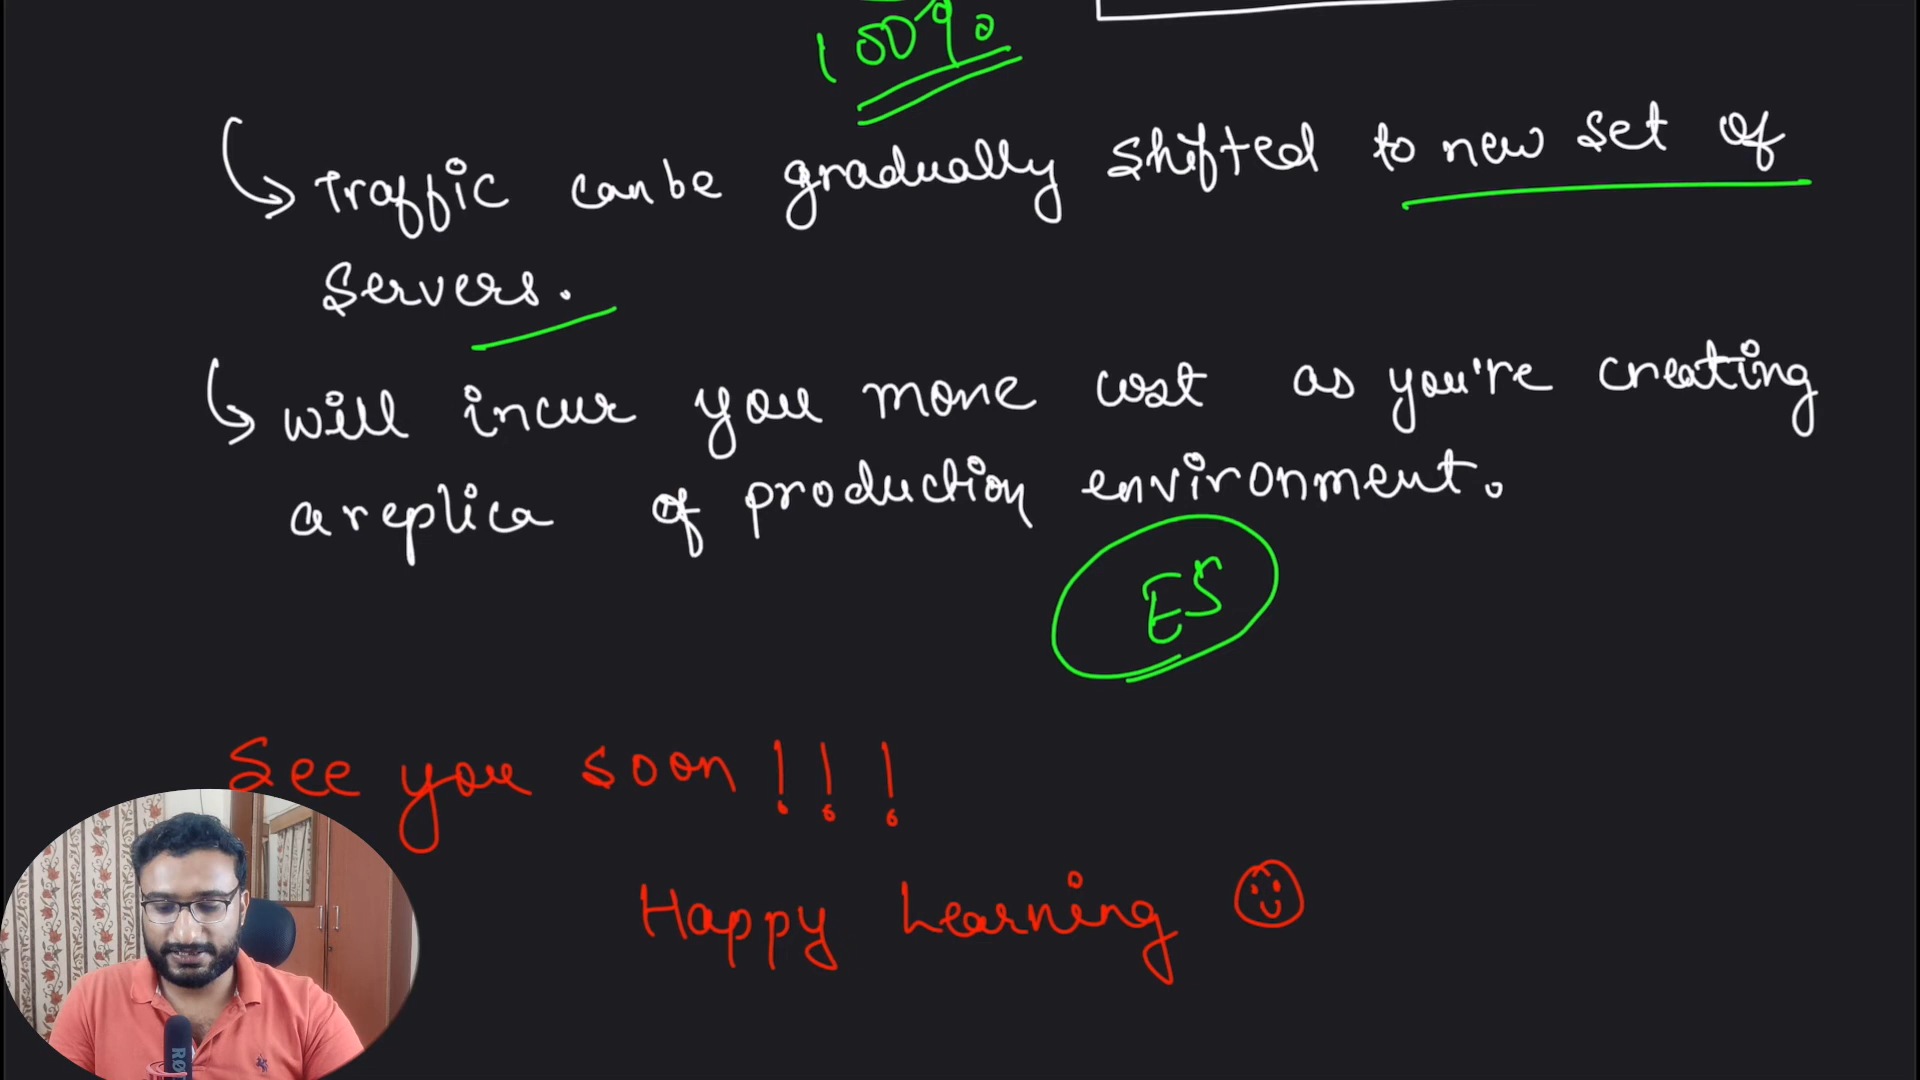 100%
Traffic can be gradually shifted to new set of
servers.
will incur you more cost as you're creating
a replica of production environment.
ES
See you soon !!!
Happy Learning